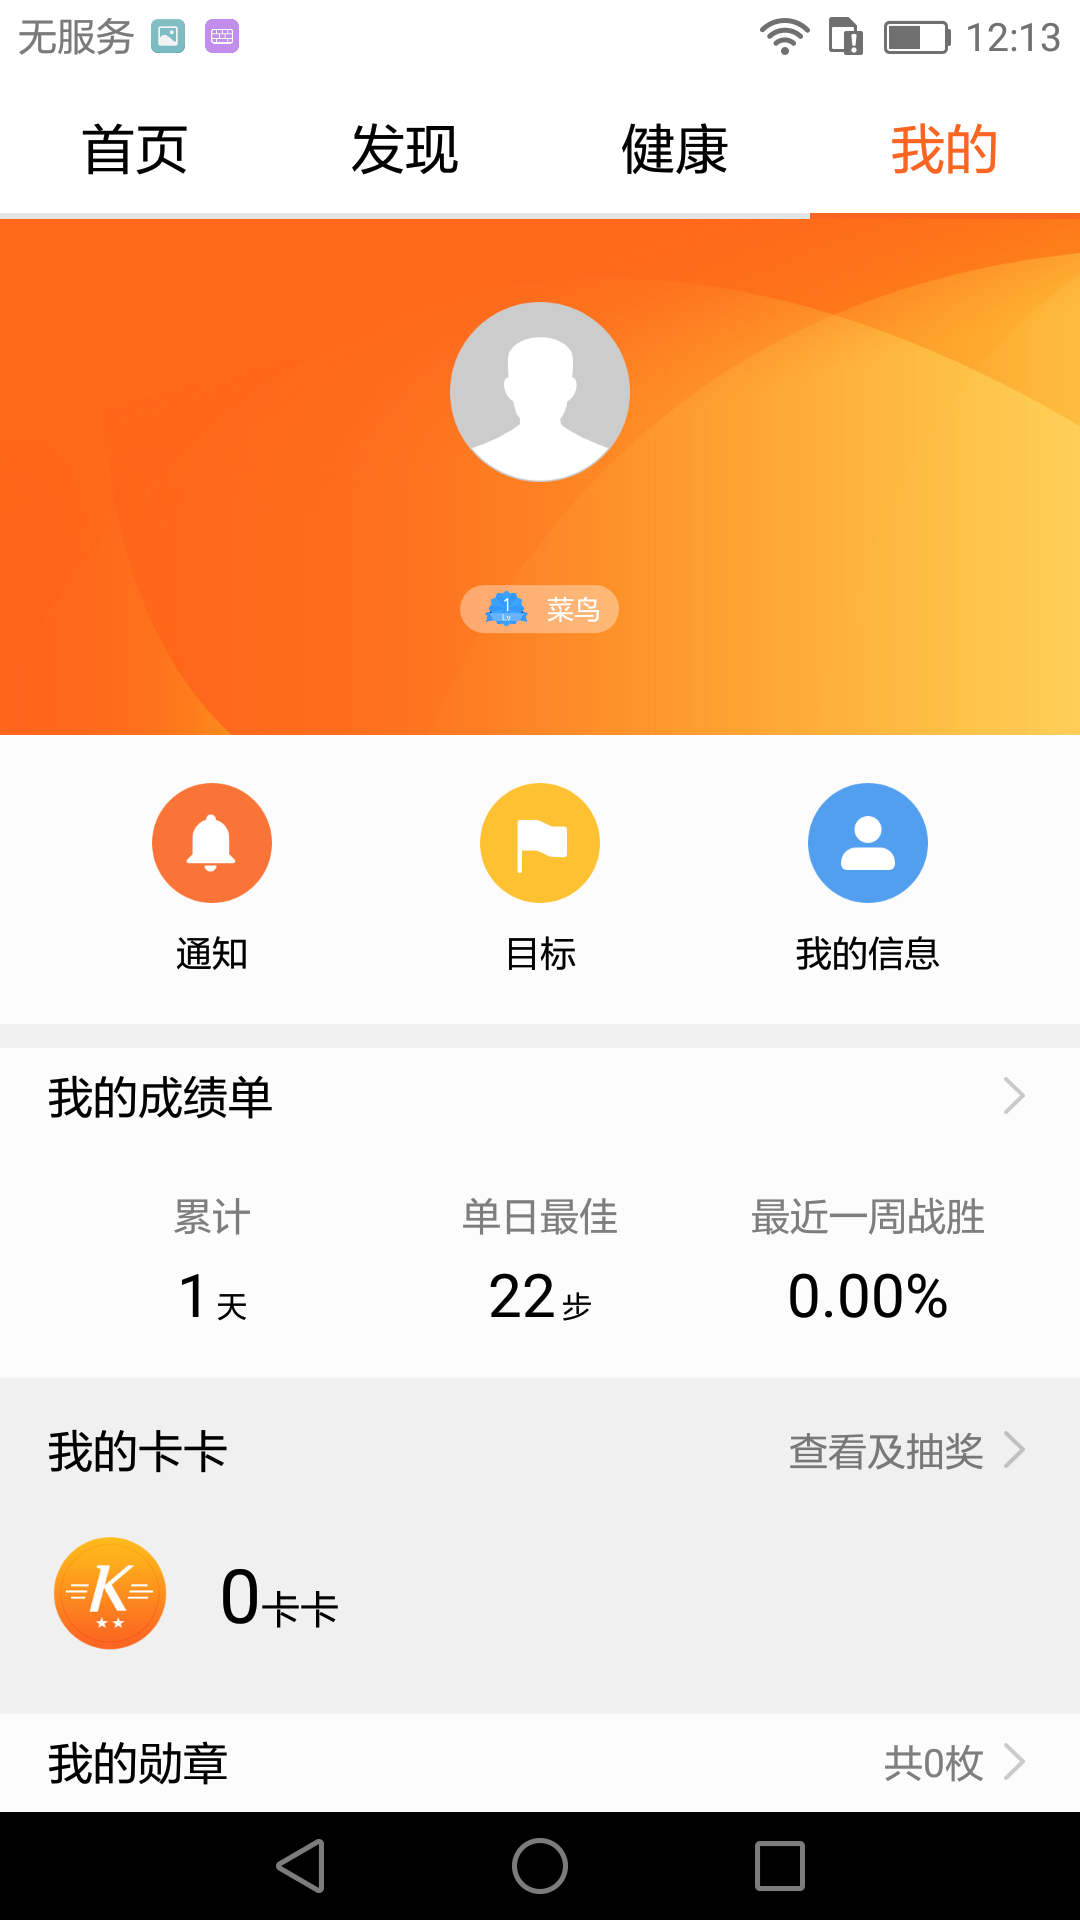 无服务 12:13
首页 发现 健康 我的
1 Lv 菜鸟
通知 目标 我的信息
我的成绩单
累计 单日最佳 最近一周战胜
1天 22步 0.00%
我的卡卡 查看及抽奖
K 0卡卡
我的勋章 共0枚